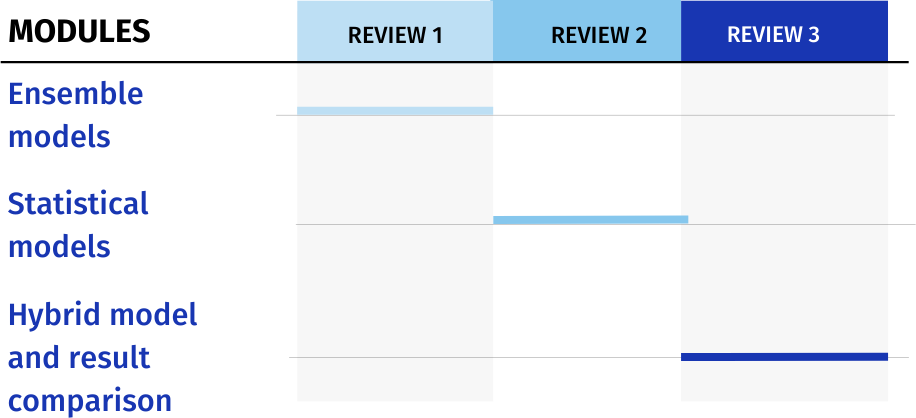 MODULES REVIEW 1 REVIEW 2 REVIEW 3
Ensemble
models
Statistical
models
Hybrid model
and result
comparison